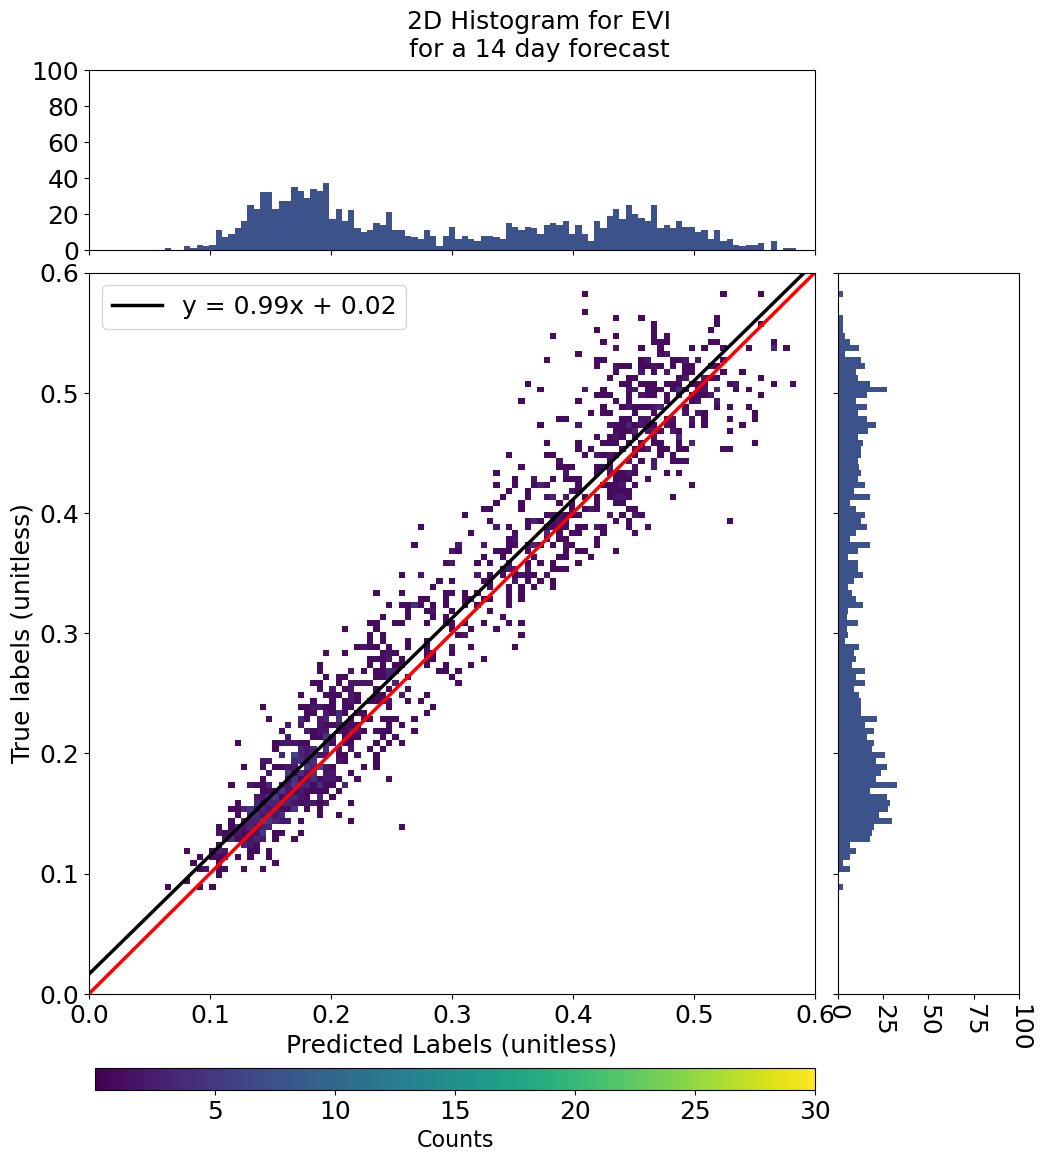 2D Histogram for EVI
for a 14 day forecast
100
80
60
40
20
0
0.6
0.5
0.4
0.3
0.2
0.1
0.0
y = 0.99x + 0.02
True labels (unitless)
0.0 0.1 0.2 0.3 0.4 0.5 0.6
0 25 50 75 100
Predicted Labels (unitless)
5 10 15 20 25 30
Counts